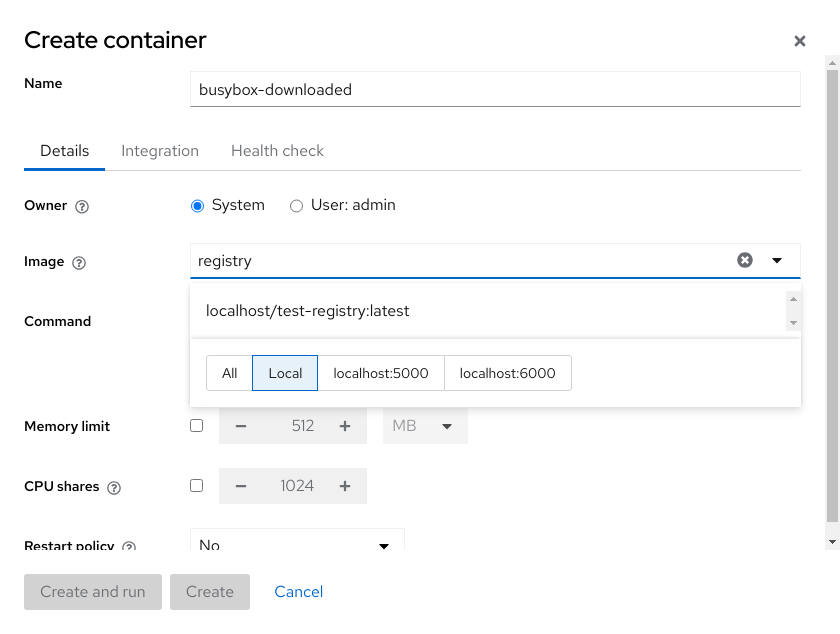 Create container
Name
busybox-downloaded
Details Integration Health check
Owner System User: admin
Image registry
localhost/test-registry:latest
Command
All Local localhost:5000 localhost:6000
Memory limit 512 MB
CPU shares 1024
Restart policy No
Create and run Create Cancel